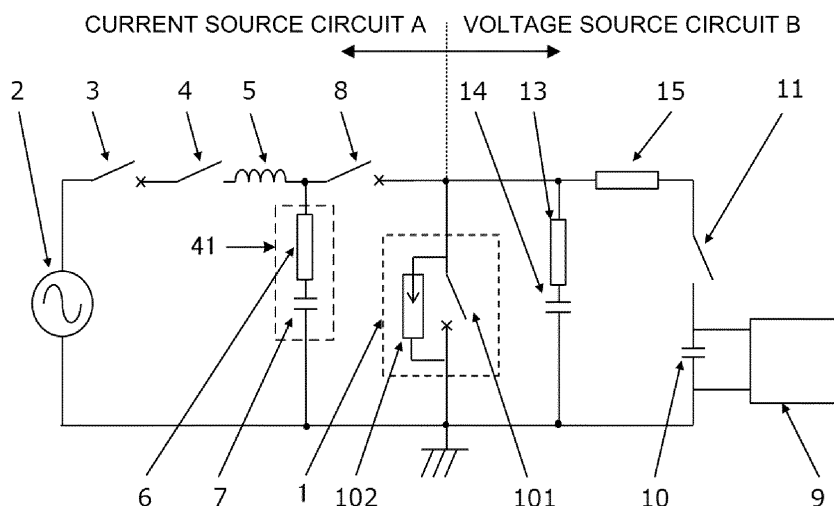 CURRENT SOURCE CIRCUIT A VOLTAGE SOURCE CIRCUIT B
2 3 4 5 8 14 13 15 11
41
6 7 1 102 101 10 9